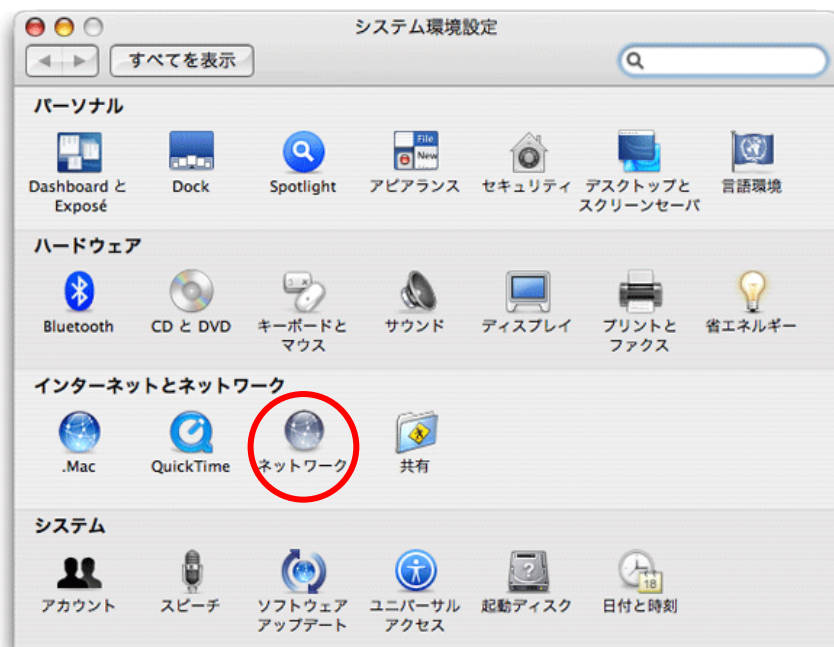 システム環境設定
すべてを表示
パーソナル
Dashboard と Exposé
Dock
Spotlight
File
New
アピアランス
セキュリティ
デスクトップと スクリーンセーバ
言語環境
ハードウェア
Bluetooth
CD と DVD
キーボードと マウス
サウンド
ディスプレイ
プリントと ファクス
省エネルギー
インターネットとネットワーク
.Mac
QuickTime
ネットワーク
共有
システム
アカウント
スピーチ
ソフトウェア アップデート
ユニバーサル アクセス
?
起動ディスク
18
日付と時刻